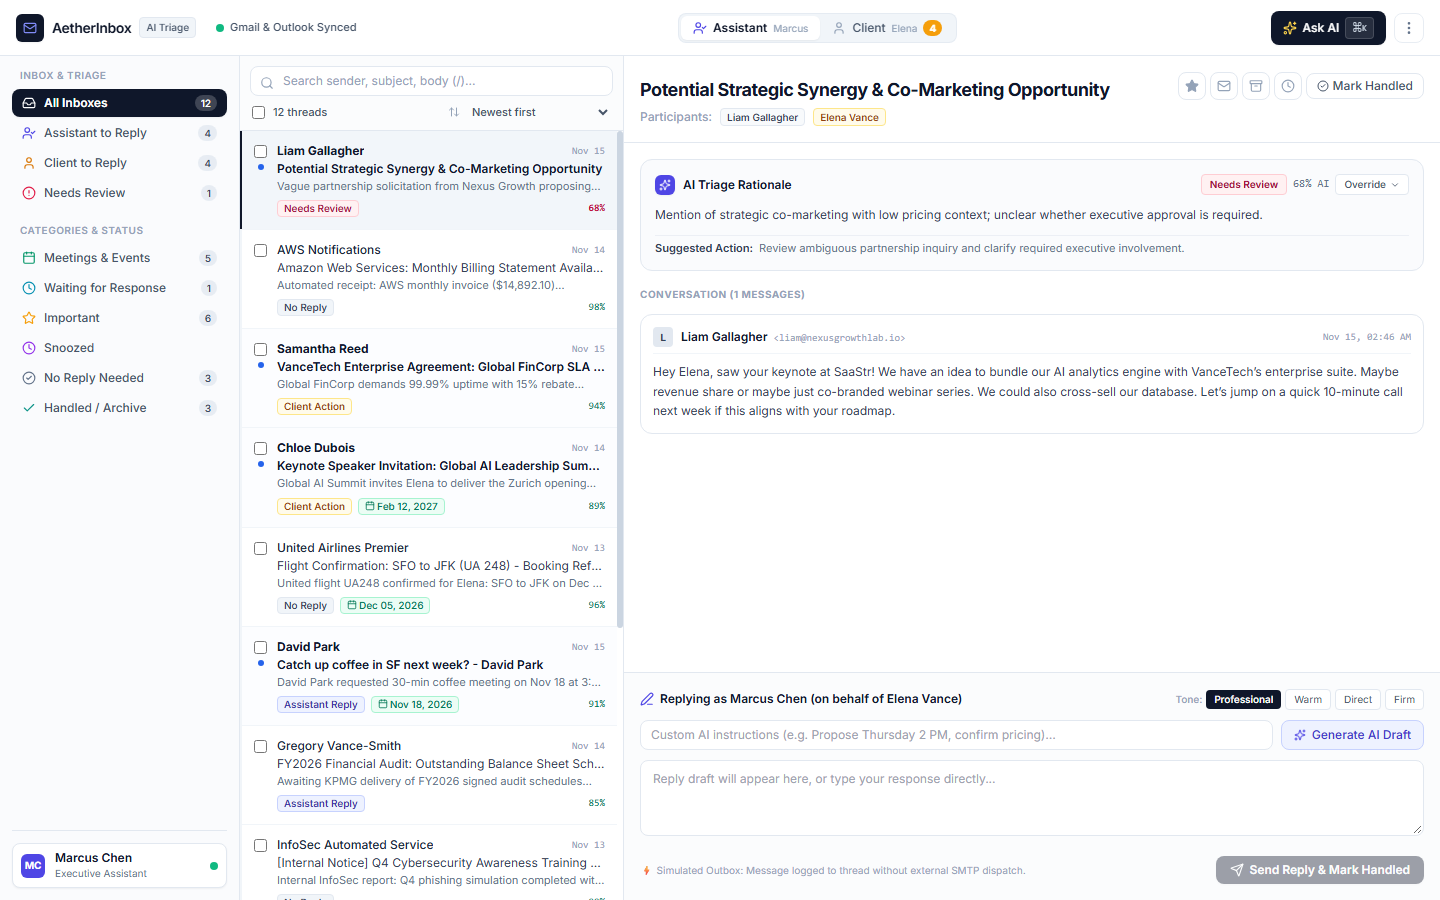 AetherInbox
AI Triage
Gmail & Outlook Synced
Assistant Marcus
Client Elena 4
Ask AI ⌘K
INBOX & TRIAGE
All Inboxes 12
Assistant to Reply 4
Client to Reply 4
Needs Review 1
CATEGORIES & STATUS
Meetings & Events 5
Waiting for Response 1
Important 6
Snoozed
No Reply Needed 3
Handled / Archive 3
MC
Marcus Chen
Executive Assistant
Search sender, subject, body (/)...
12 threads
Newest first
Liam Gallagher Nov 15
Potential Strategic Synergy & Co-Marketing Opportunity
Vague partnership solicitation from Nexus Growth proposing...
Needs Review 68%
AWS Notifications Nov 14
Amazon Web Services: Monthly Billing Statement Availa...
Automated receipt: AWS monthly invoice ($14,892.10)...
No Reply 98%
Samantha Reed Nov 15
VanceTech Enterprise Agreement: Global FinCorp SLA ...
Global FinCorp demands 99.99% uptime with 15% rebate...
Client Action 94%
Chloe Dubois Nov 14
Keynote Speaker Invitation: Global AI Leadership Sum...
Global AI Summit invites Elena to deliver the Zurich opening...
Client Action Feb 12, 2027 89%
United Airlines Premier Nov 13
Flight Confirmation: SFO to JFK (UA 248) - Booking Ref...
United flight UA248 confirmed for Elena: SFO to JFK on Dec ...
No Reply Dec 05, 2026 96%
David Park Nov 15
Catch up coffee in SF next week? - David Park
David Park requested 30-min coffee meeting on Nov 18 at 3:...
Assistant Reply Nov 18, 2026 91%
Gregory Vance-Smith Nov 14
FY2026 Financial Audit: Outstanding Balance Sheet Sch...
Awaiting KPMG delivery of FY2026 signed audit schedules...
Assistant Reply 85%
InfoSec Automated Service Nov 13
[Internal Notice] Q4 Cybersecurity Awareness Training ...
Internal InfoSec report: Q4 phishing simulation completed wit...
Potential Strategic Synergy & Co-Marketing Opportunity
Mark Handled
Participants: Liam Gallagher Elena Vance
AI Triage Rationale
Needs Review 68% AI Override
Mention of strategic co-marketing with low pricing context; unclear whether executive approval is required.
Suggested Action: Review ambiguous partnership inquiry and clarify required executive involvement.
CONVERSATION (1 MESSAGES)
L
Liam Gallagher <liam@nexusgrowthlab.io> Nov 15, 02:46 AM
Hey Elena, saw your keynote at SaaStr! We have an idea to bundle our AI analytics engine with VanceTech's enterprise suite. Maybe
revenue share or maybe just co-branded webinar series. We could also cross-sell our database. Let's jump on a quick 10-minute call
next week if this aligns with your roadmap.
Replying as Marcus Chen (on behalf of Elena Vance)
Tone: Professional Warm Direct Firm
Custom AI instructions (e.g. Propose Thursday 2 PM, confirm pricing)...
Generate AI Draft
Reply draft will appear here, or type your response directly...
Simulated Outbox: Message logged to thread without external SMTP dispatch.
Send Reply & Mark Handled